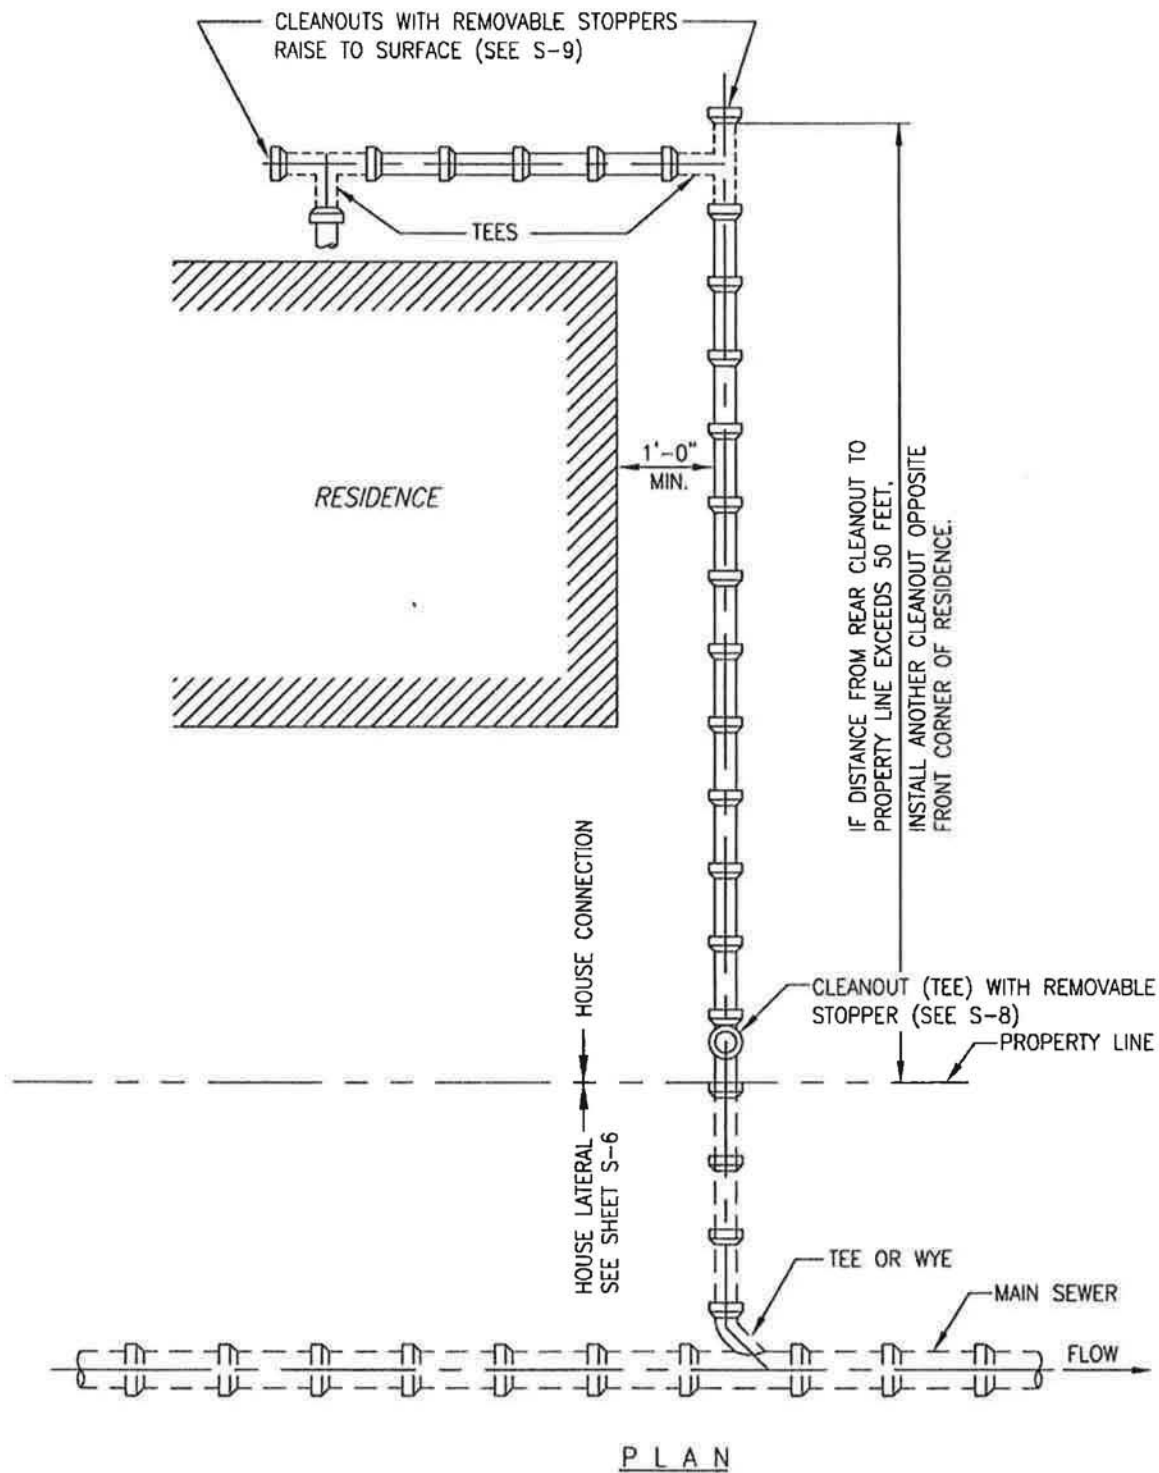 CLEANOUTS WITH REMOVABLE STOPPERS
RAISE TO SURFACE (SEE S-9)
TEES
1'-0"
MIN.
RESIDENCE
IF DISTANCE FROM REAR CLEANOUT TO
PROPERTY LINE EXCEEDS 50 FEET,
INSTALL ANOTHER CLEANOUT OPPOSITE
FRONT CORNER OF RESIDENCE.
HOUSE CONNECTION
CLEANOUT (TEE) WITH REMOVABLE
STOPPER (SEE S-8)
PROPERTY LINE
HOUSE LATERAL
SEE SHEET S-6
TEE OR WYE
MAIN SEWER
FLOW
PLAN